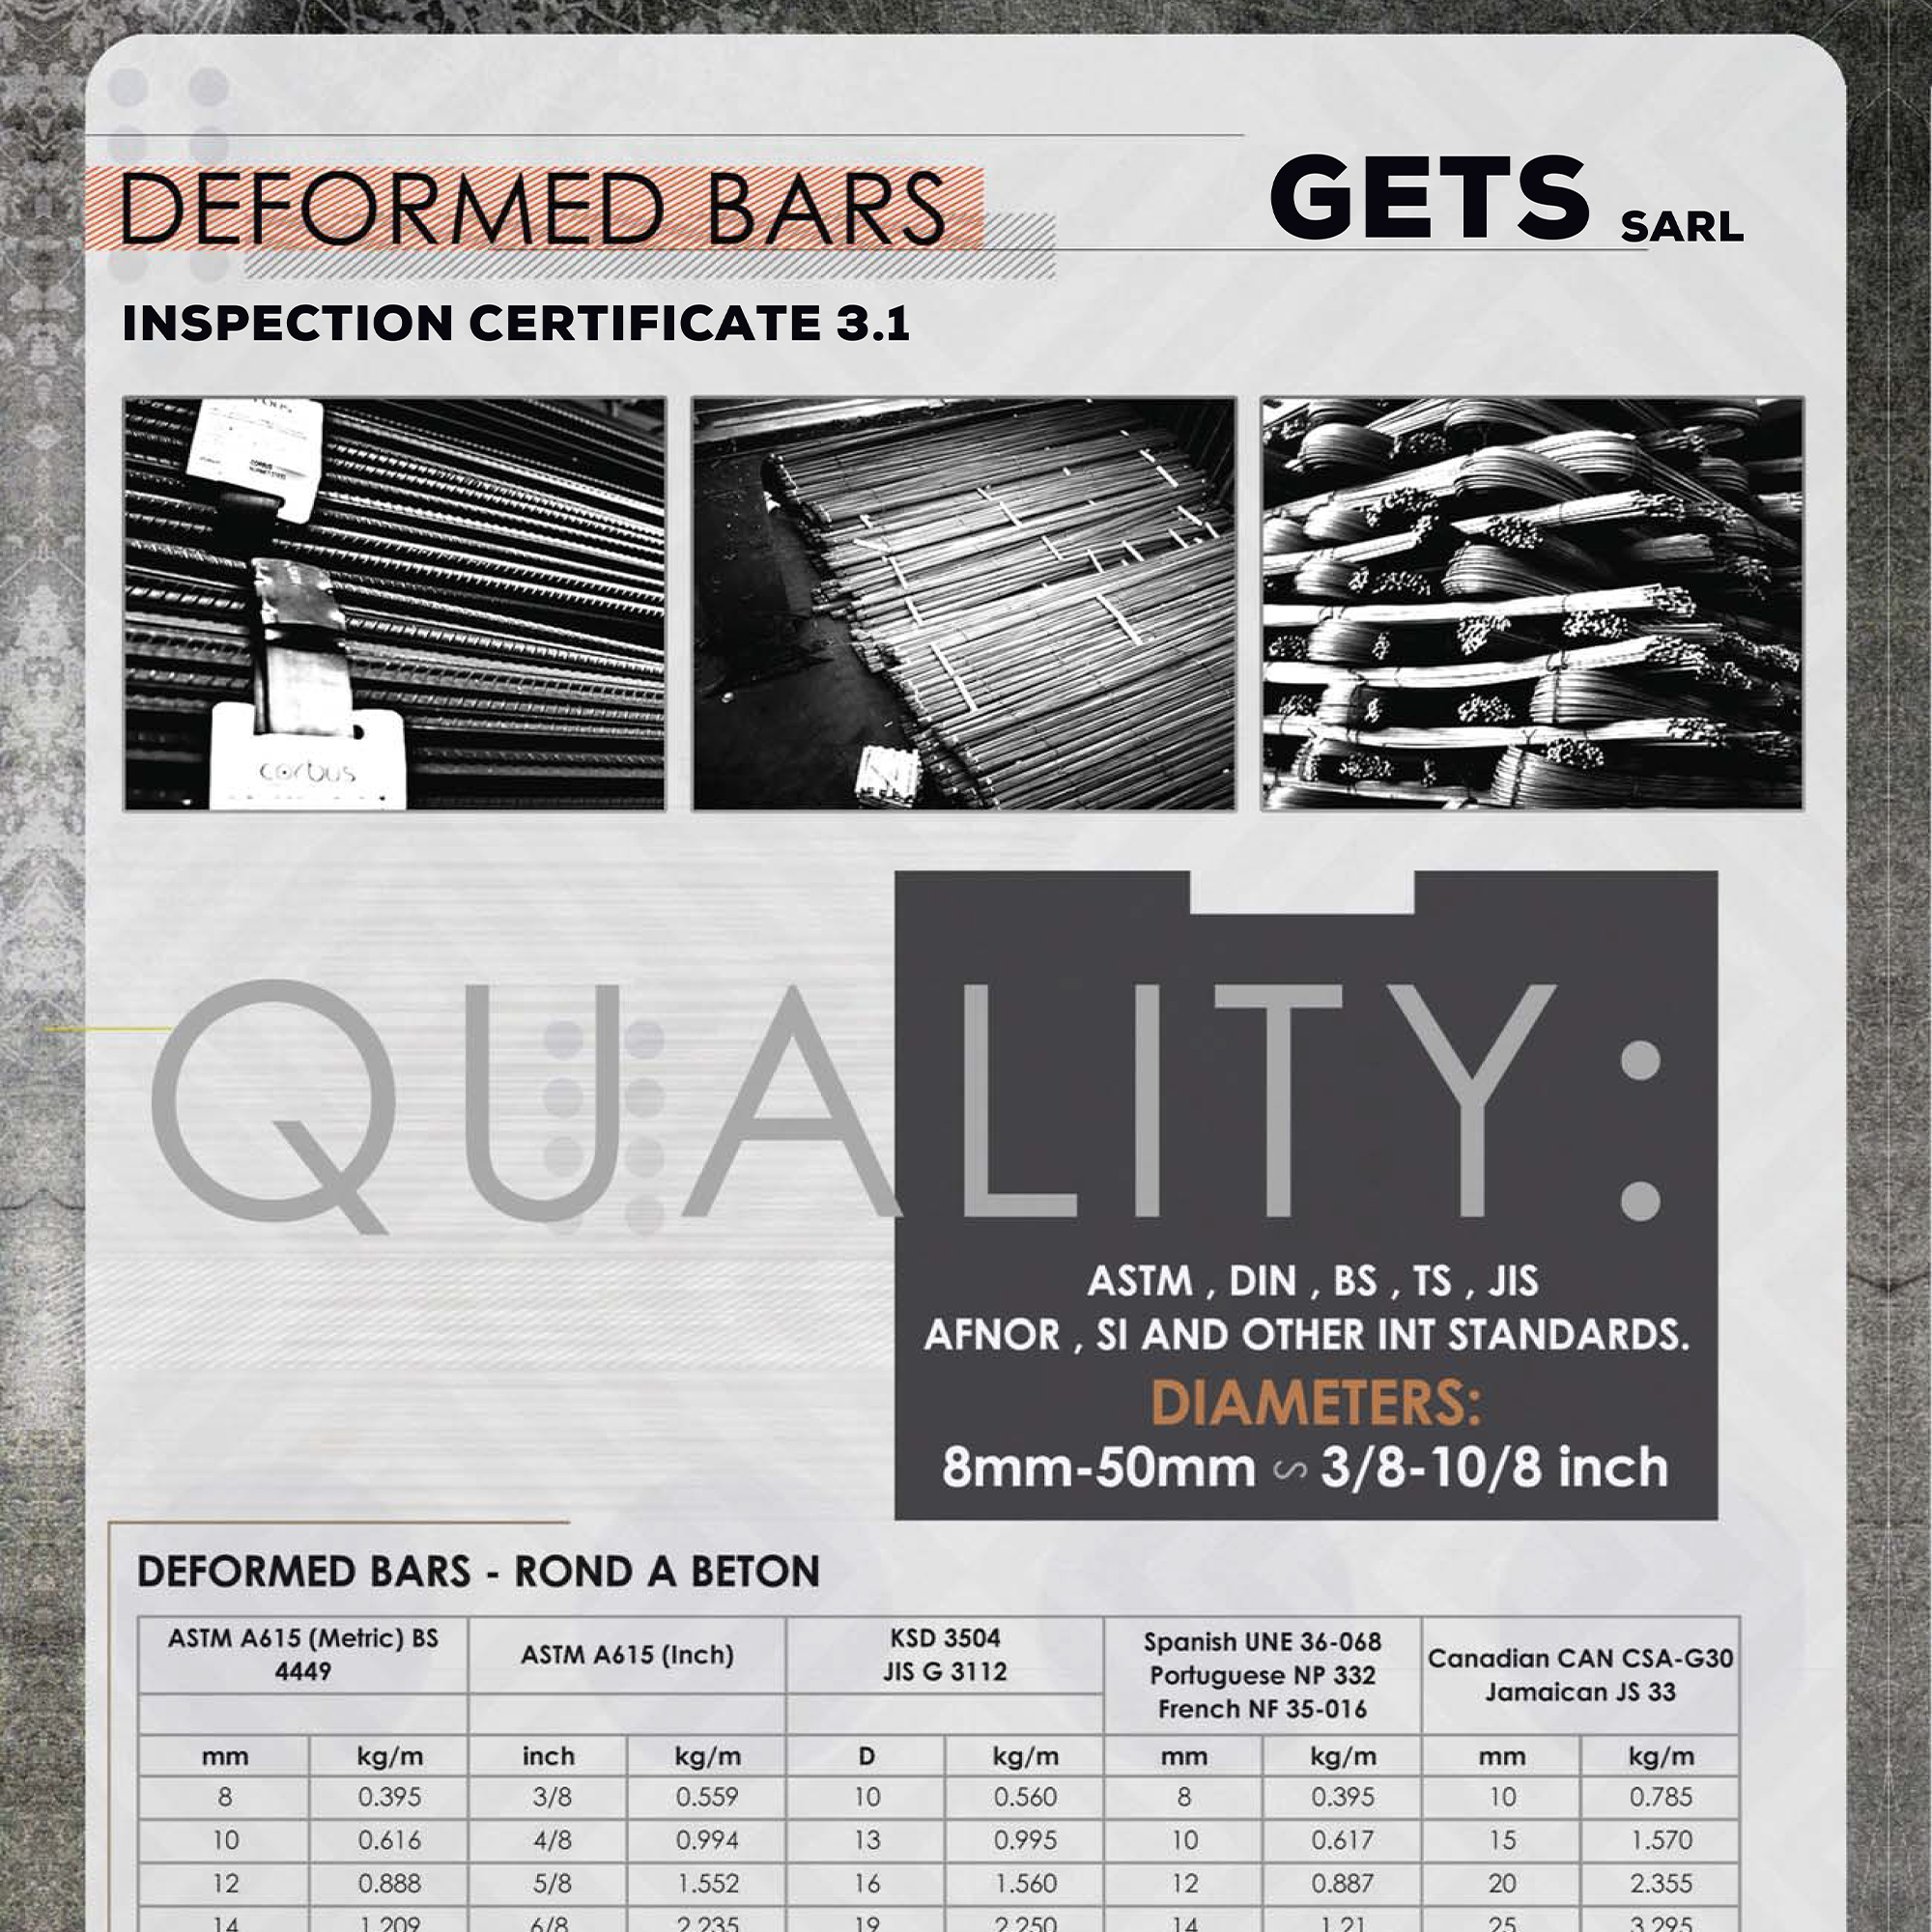 DEFORMED BARS
GETS SARL
INSPECTION CERTIFICATE 3.1
corbus
QUALITY:
ASTM , DIN , BS , TS , JIS
AFNOR , SI AND OTHER INT STANDARDS.
DIAMETERS:
8mm-50mm ∽ 3/8-10/8 inch
DEFORMED BARS - ROND A BETON
ASTM A615 (Metric) BS 4449 ASTM A615 (Inch) KSD 3504 JIS G 3112 Spanish UNE 36-068 Portuguese NP 332 French NF 35-016 Canadian CAN CSA-G30 Jamaican JS 33
mm kg/m inch kg/m D kg/m mm kg/m mm kg/m
8 0.395 3/8 0.559 10 0.560 8 0.395 10 0.785
10 0.616 4/8 0.994 13 0.995 10 0.617 15 1.570
12 0.888 5/8 1.552 16 1.560 12 0.887 20 2.355
14 1.209 6/8 2.235 19 2.250 14 1.21 25 3.295